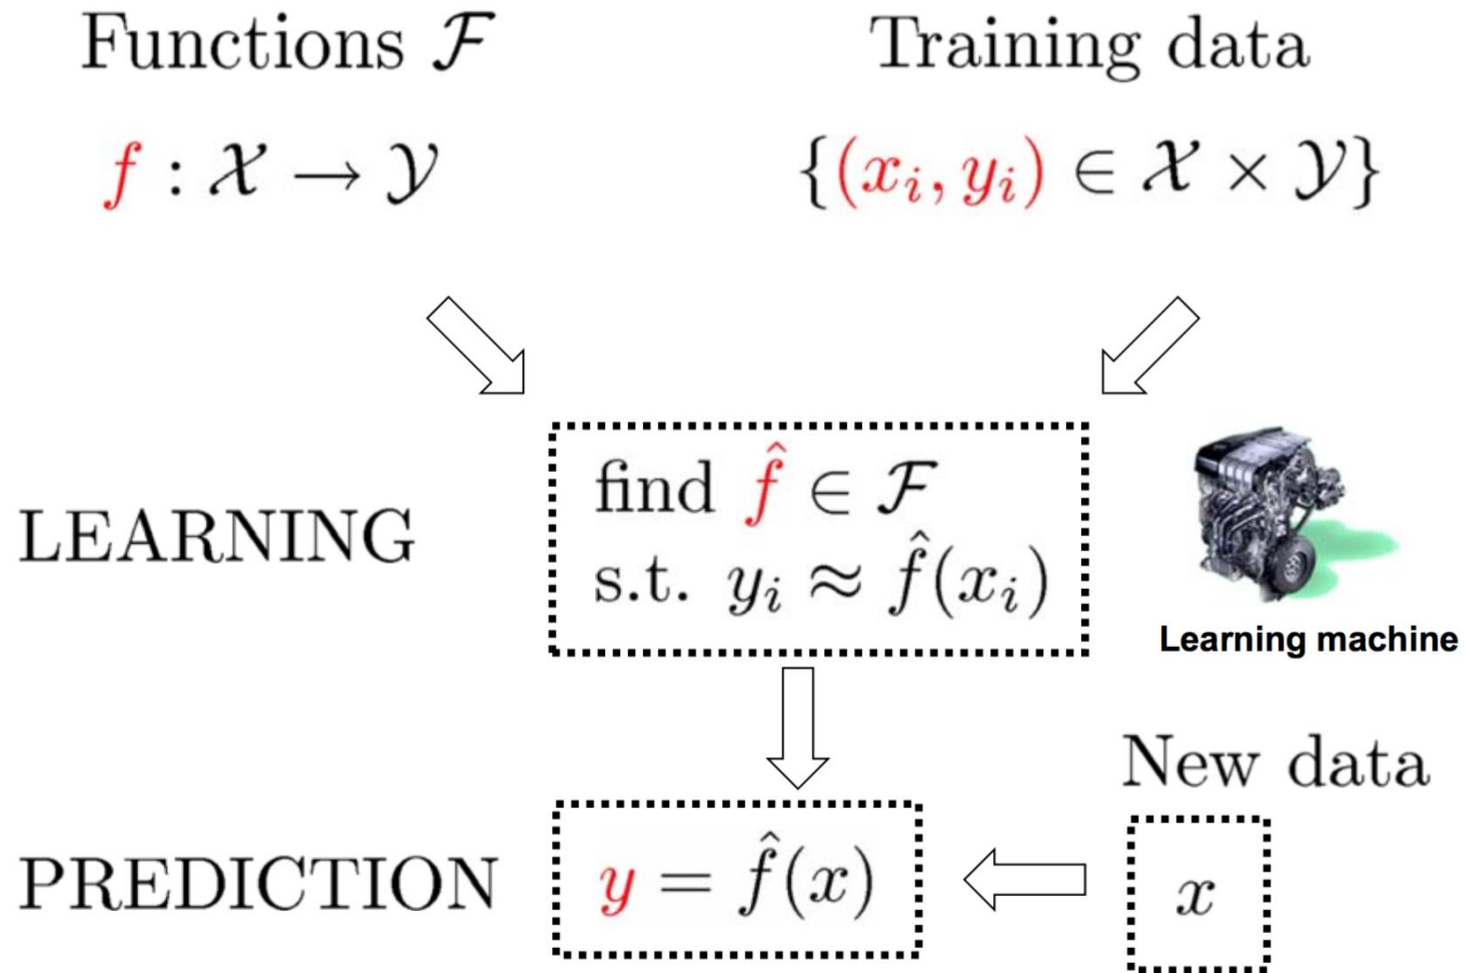 Functions ℱ
f : 𝒳 → 𝒴
Training data
{(xᵢ, yᵢ) ∈ 𝒳 × 𝒴}
LEARNING
find f̂ ∈ ℱ
s.t. yᵢ ≈ f̂(xᵢ)
Learning machine
New data
PREDICTION
y = f̂(x)
x